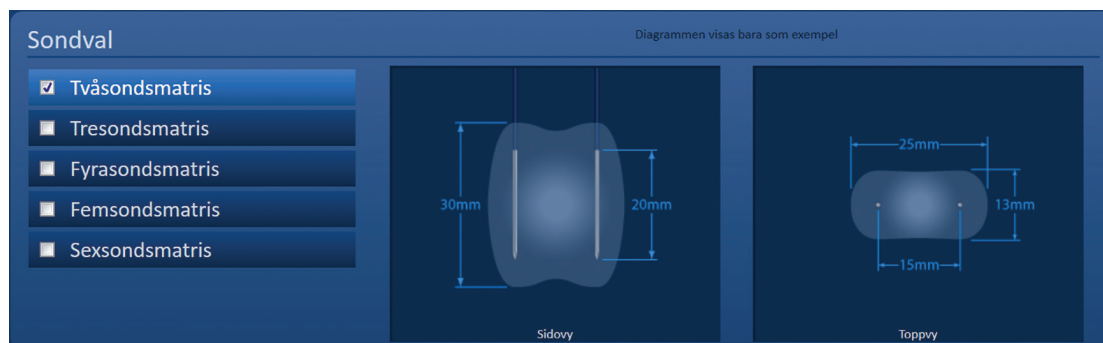 Sondval
Diagrammen visas bara som exempel
Tvåsondsmatris
Tresondsmatris
Fyrasondsmatris
Femsondsmatris
Sexsondsmatris
30mm
20mm
Sidovy
25mm
13mm
15mm
Toppvy